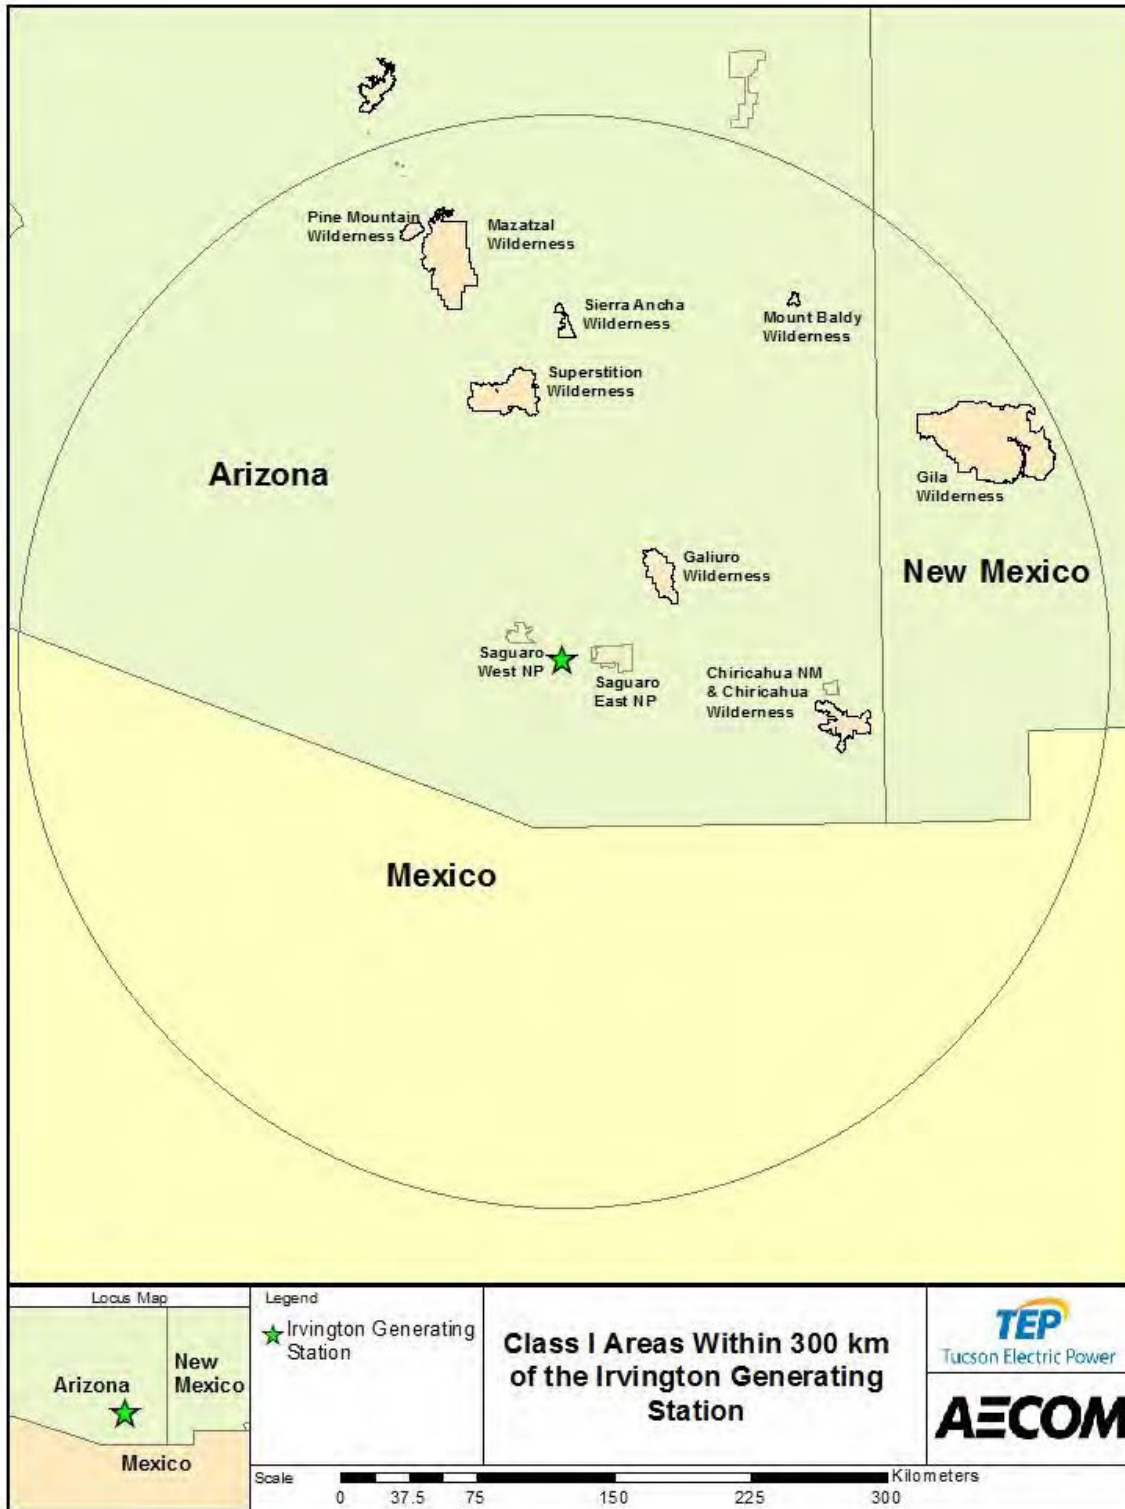 Pine Mountain
Wilderness
Mazatzal
Wilderness
Sierra Ancha
Wilderness
Mount Baldy
Wilderness
Superstition
Wilderness
Arizona
Gila
Wilderness
Galiuro
Wilderness
New Mexico
Saguaro
West NP
Saguaro
East NP
Chiricahua NM
& Chiricahua
Wilderness
Mexico
Locus Map
Arizona
New
Mexico
Mexico
Legend
Irvington Generating
Station
Class I Areas Within 300 km
of the Irvington Generating
Station
TEP
Tucson Electric Power
AECOM
Scale
Kilometers
0 37.5 75 150 225 300